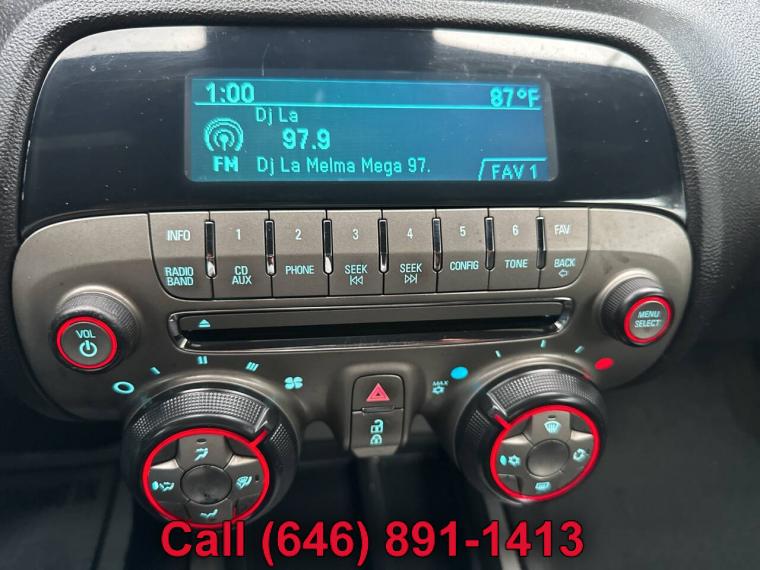 1:00 87°F
Dj La
97.9
FM Dj La Melma Mega 97. FAV 1
INFO 1 2 3 4 5 6 FAV
RADIO BAND CD AUX PHONE SEEK SEEK CONFIG TONE BACK
VOL
MENU SELECT
MAX
Call (646) 891-1413